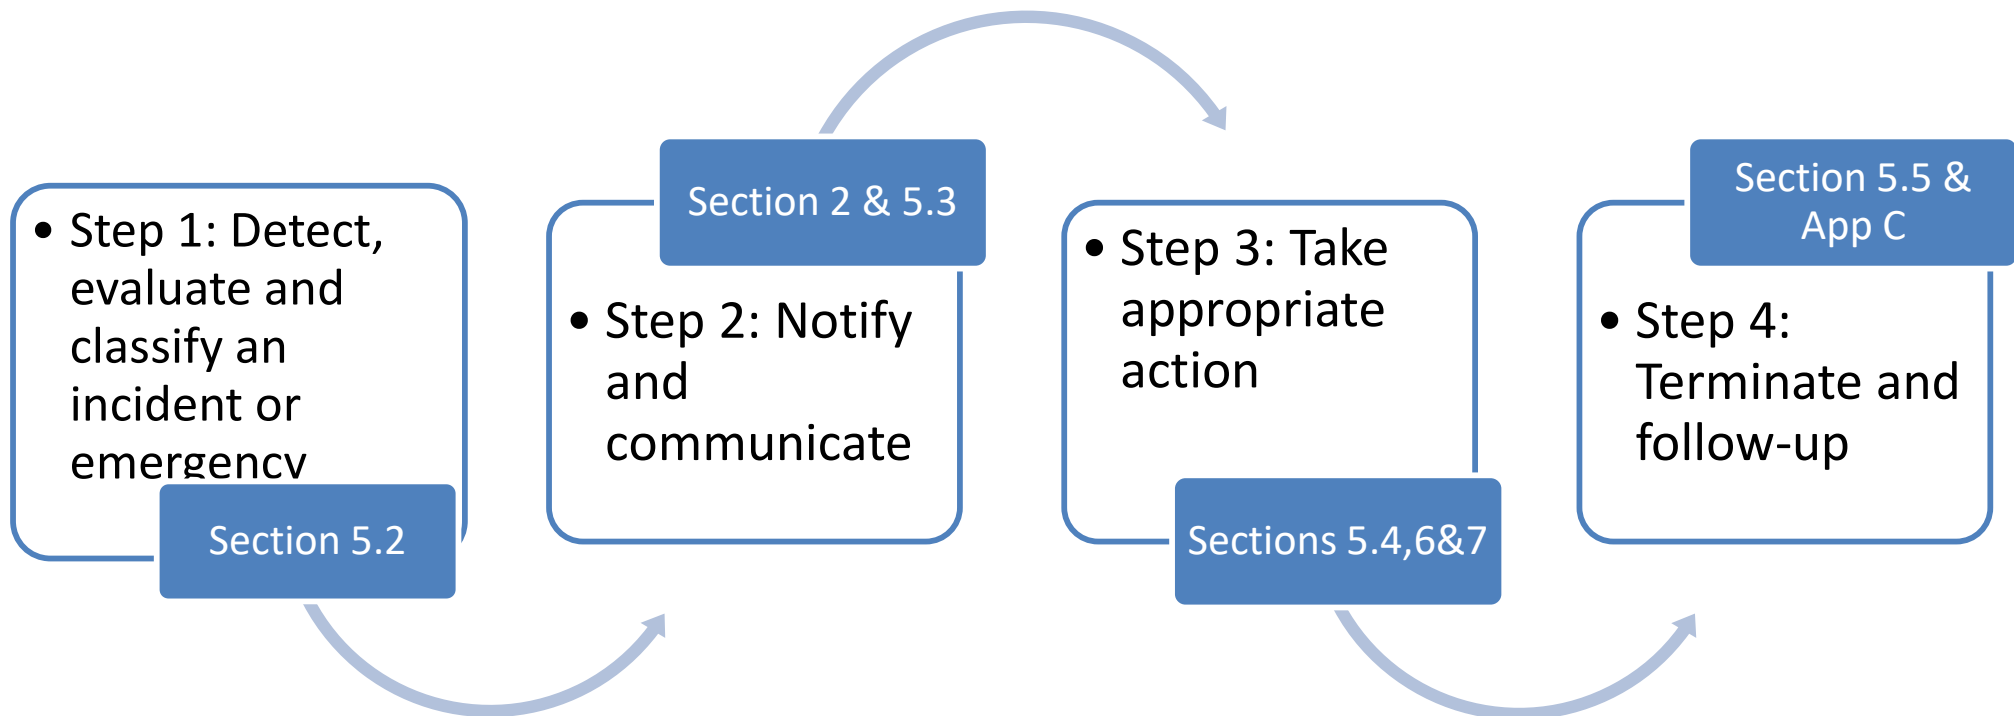 • Step 1: Detect,
evaluate and
classify an
incident or
emergency
Section 5.2
Section 2 & 5.3
• Step 2: Notify
and
communicate
• Step 3: Take
appropriate
action
Sections 5.4,6&7
Section 5.5 &
App C
• Step 4:
Terminate and
follow-up